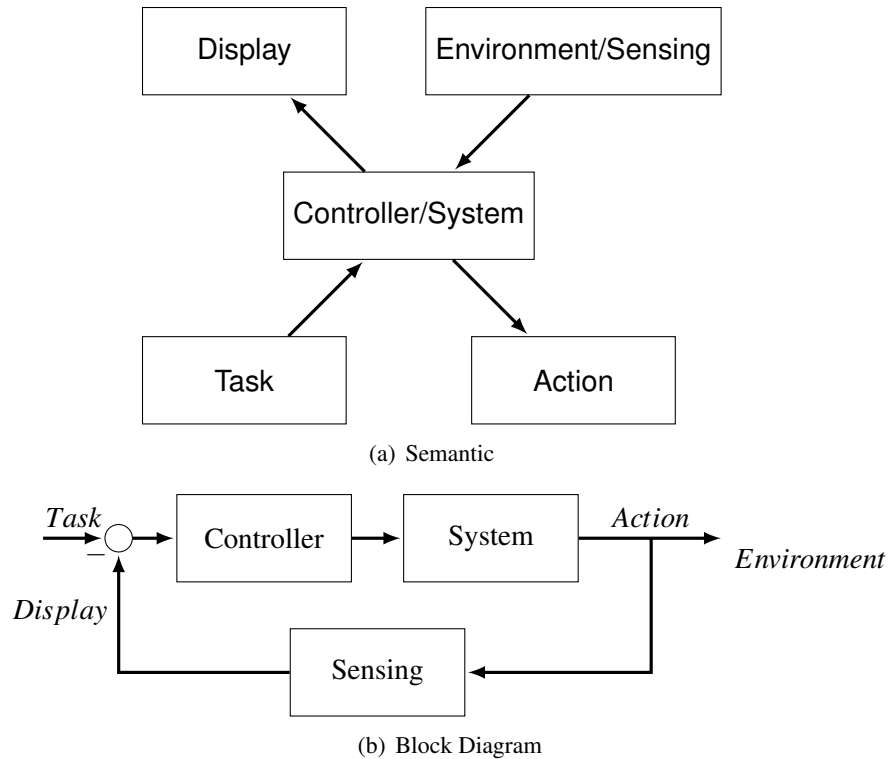 Display
Environment/Sensing
Controller/System
Task
Action
(a) Semantic
Task
Controller
System
Action
Environment
−
Display
Sensing
(b) Block Diagram